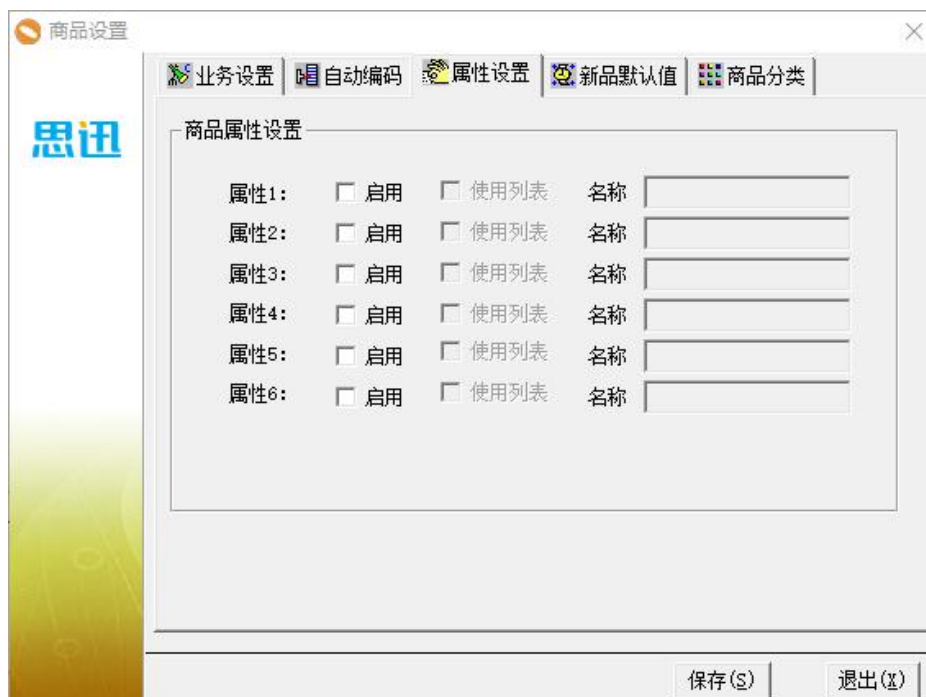 商品设置
业务设置 自动编码 属性设置 新品默认值 商品分类
思迅
商品属性设置
属性1: 启用 使用列表 名称
属性2: 启用 使用列表 名称
属性3: 启用 使用列表 名称
属性4: 启用 使用列表 名称
属性5: 启用 使用列表 名称
属性6: 启用 使用列表 名称
保存(S) 退出(X)